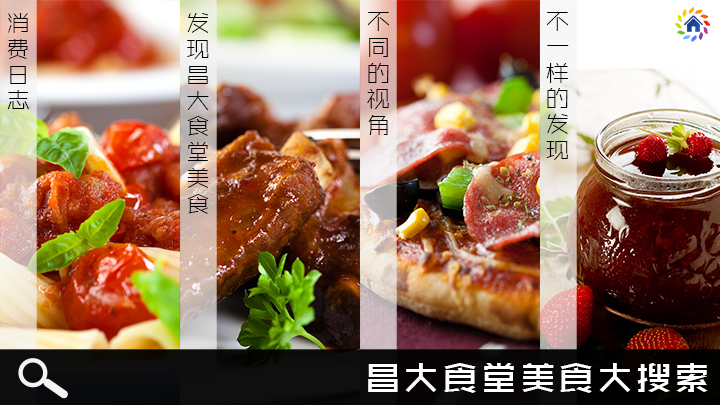 消费日志
发现昌大食堂美食
不同的视角
不一样的发现
昌大食堂美食大搜索